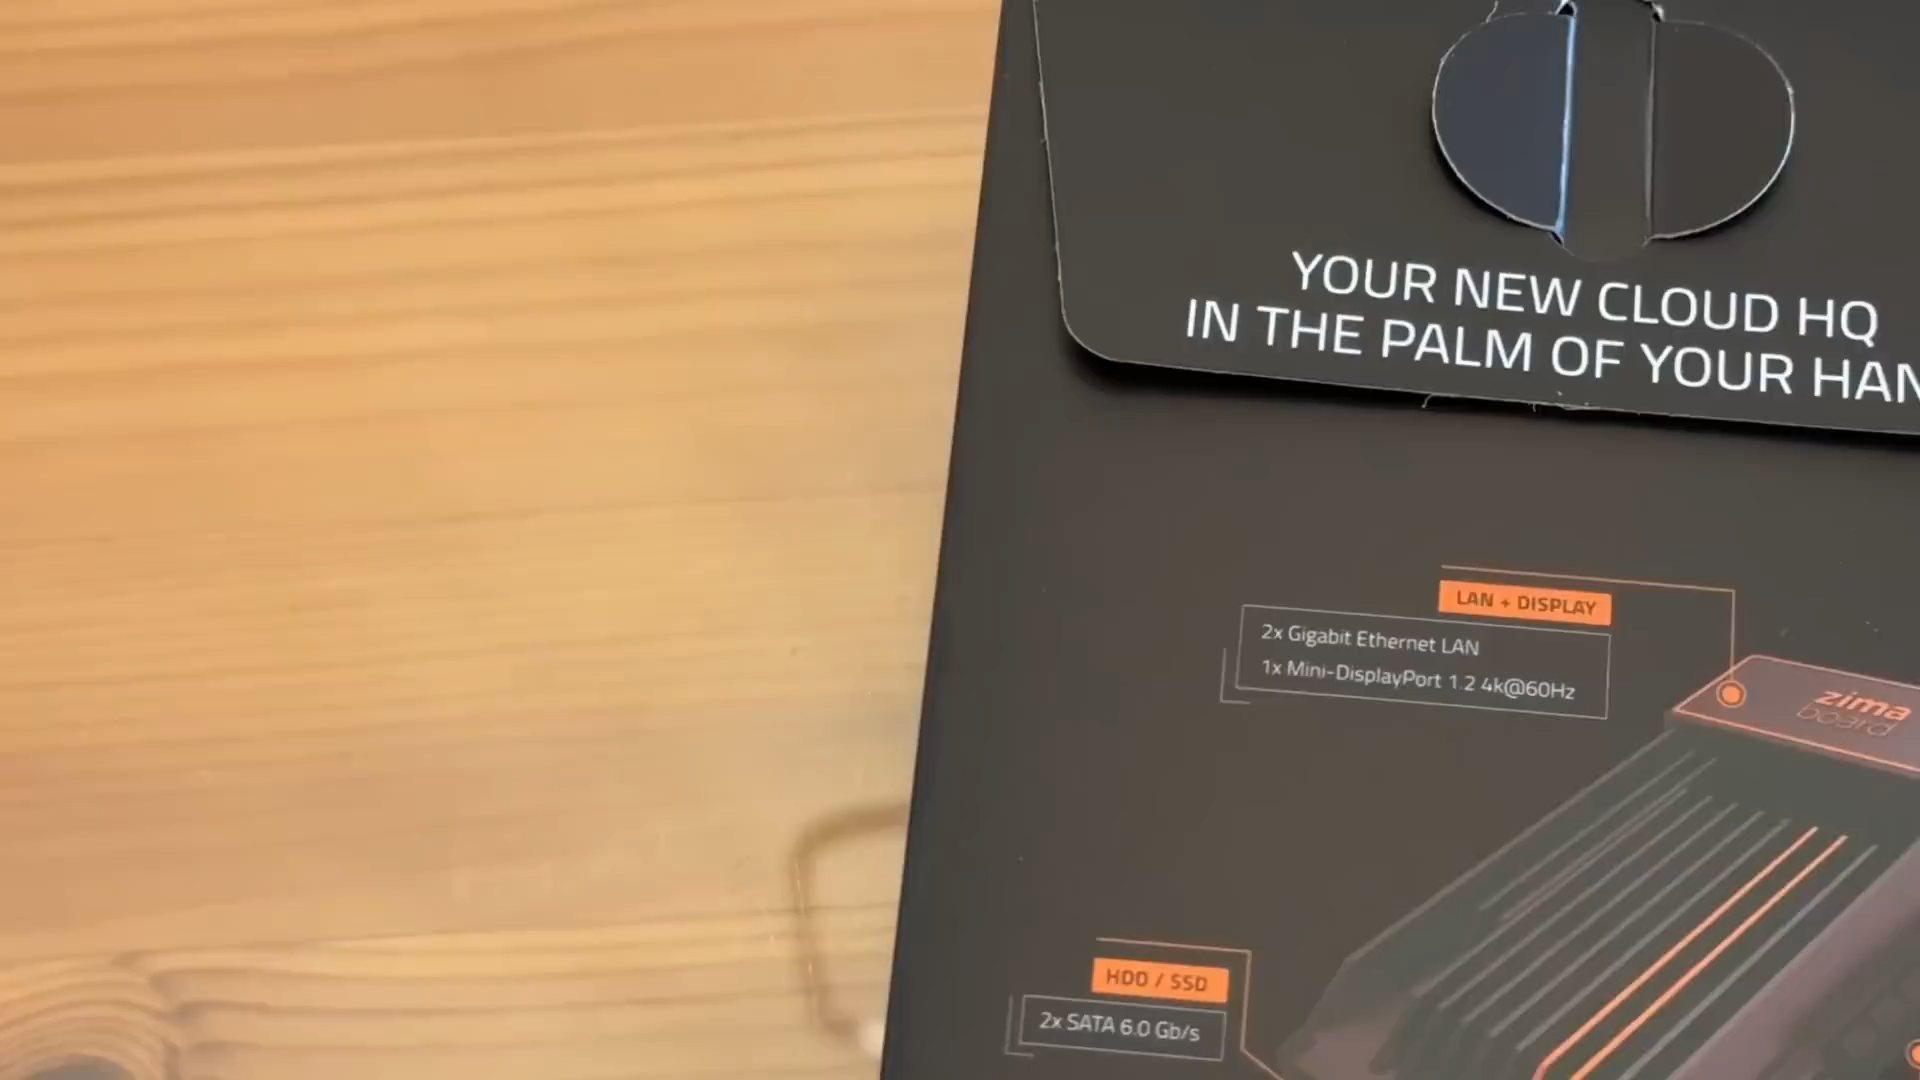 YOUR NEW CLOUD HQ
IN THE PALM OF YOUR HAN
LAN + DISPLAY
2x Gigabit Ethernet LAN
1x Mini-DisplayPort 1.2 4k@60Hz
zima
board
HDD / SSD
2x SATA 6.0 Gb/s